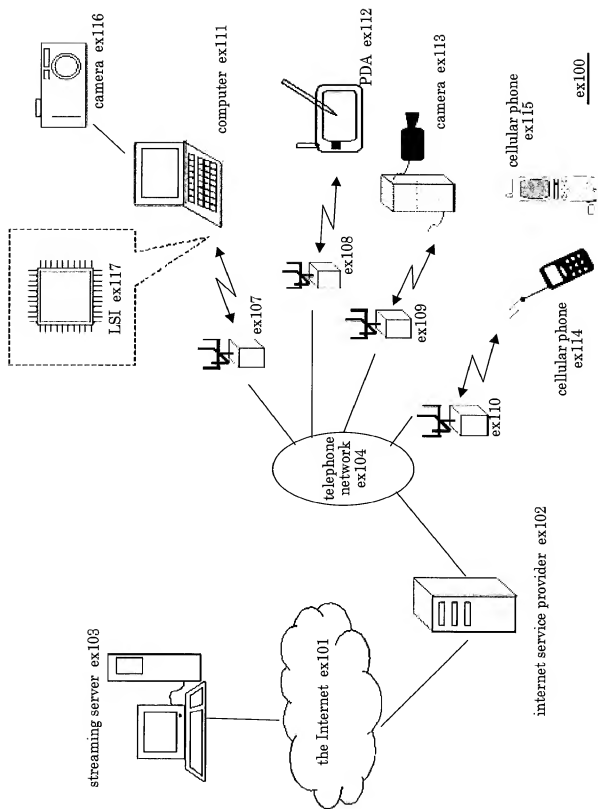 camera ex116
LSI ex117
computer ex111
PDA ex112
camera ex113
cellular phone
ex115
cellular phone
ex114
ex107
ex108
ex109
ex110
telephone
network
ex104
streaming server ex103
the Internet ex101
internet service provider ex102
ex100